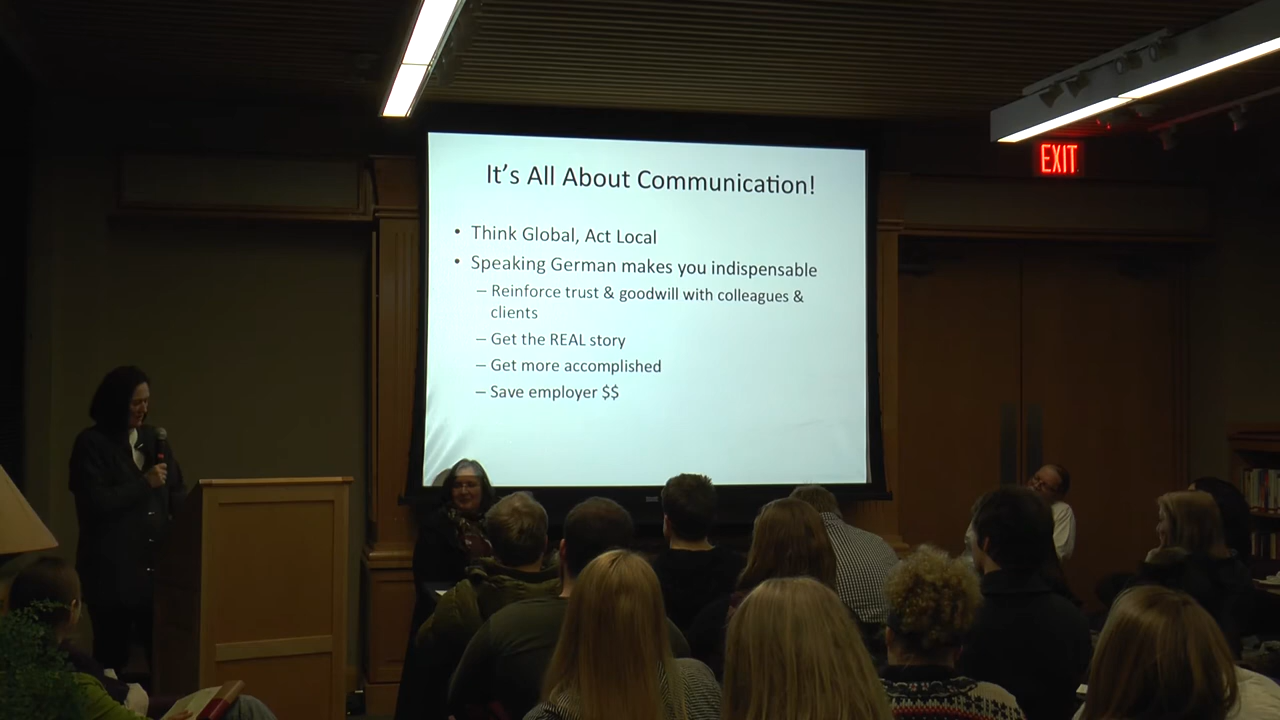 It's All About Communication!
• Think Global, Act Local
• Speaking German makes you indispensable
– Reinforce trust & goodwill with colleagues &
clients
– Get the REAL story
– Get more accomplished
– Save employer $$
EXIT